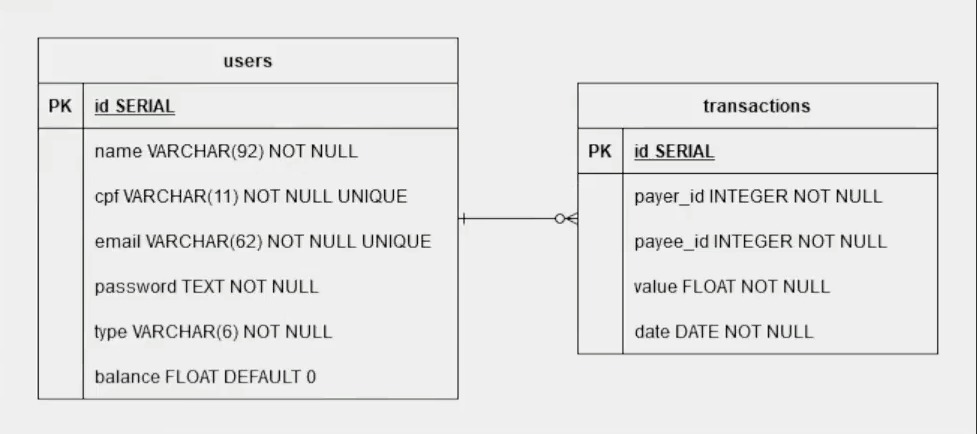 users
PK id SERIAL
name VARCHAR(92) NOT NULL
cpf VARCHAR(11) NOT NULL UNIQUE
email VARCHAR(62) NOT NULL UNIQUE
password TEXT NOT NULL
type VARCHAR(6) NOT NULL
balance FLOAT DEFAULT 0
transactions
PK id SERIAL
payer_id INTEGER NOT NULL
payee_id INTEGER NOT NULL
value FLOAT NOT NULL
date DATE NOT NULL